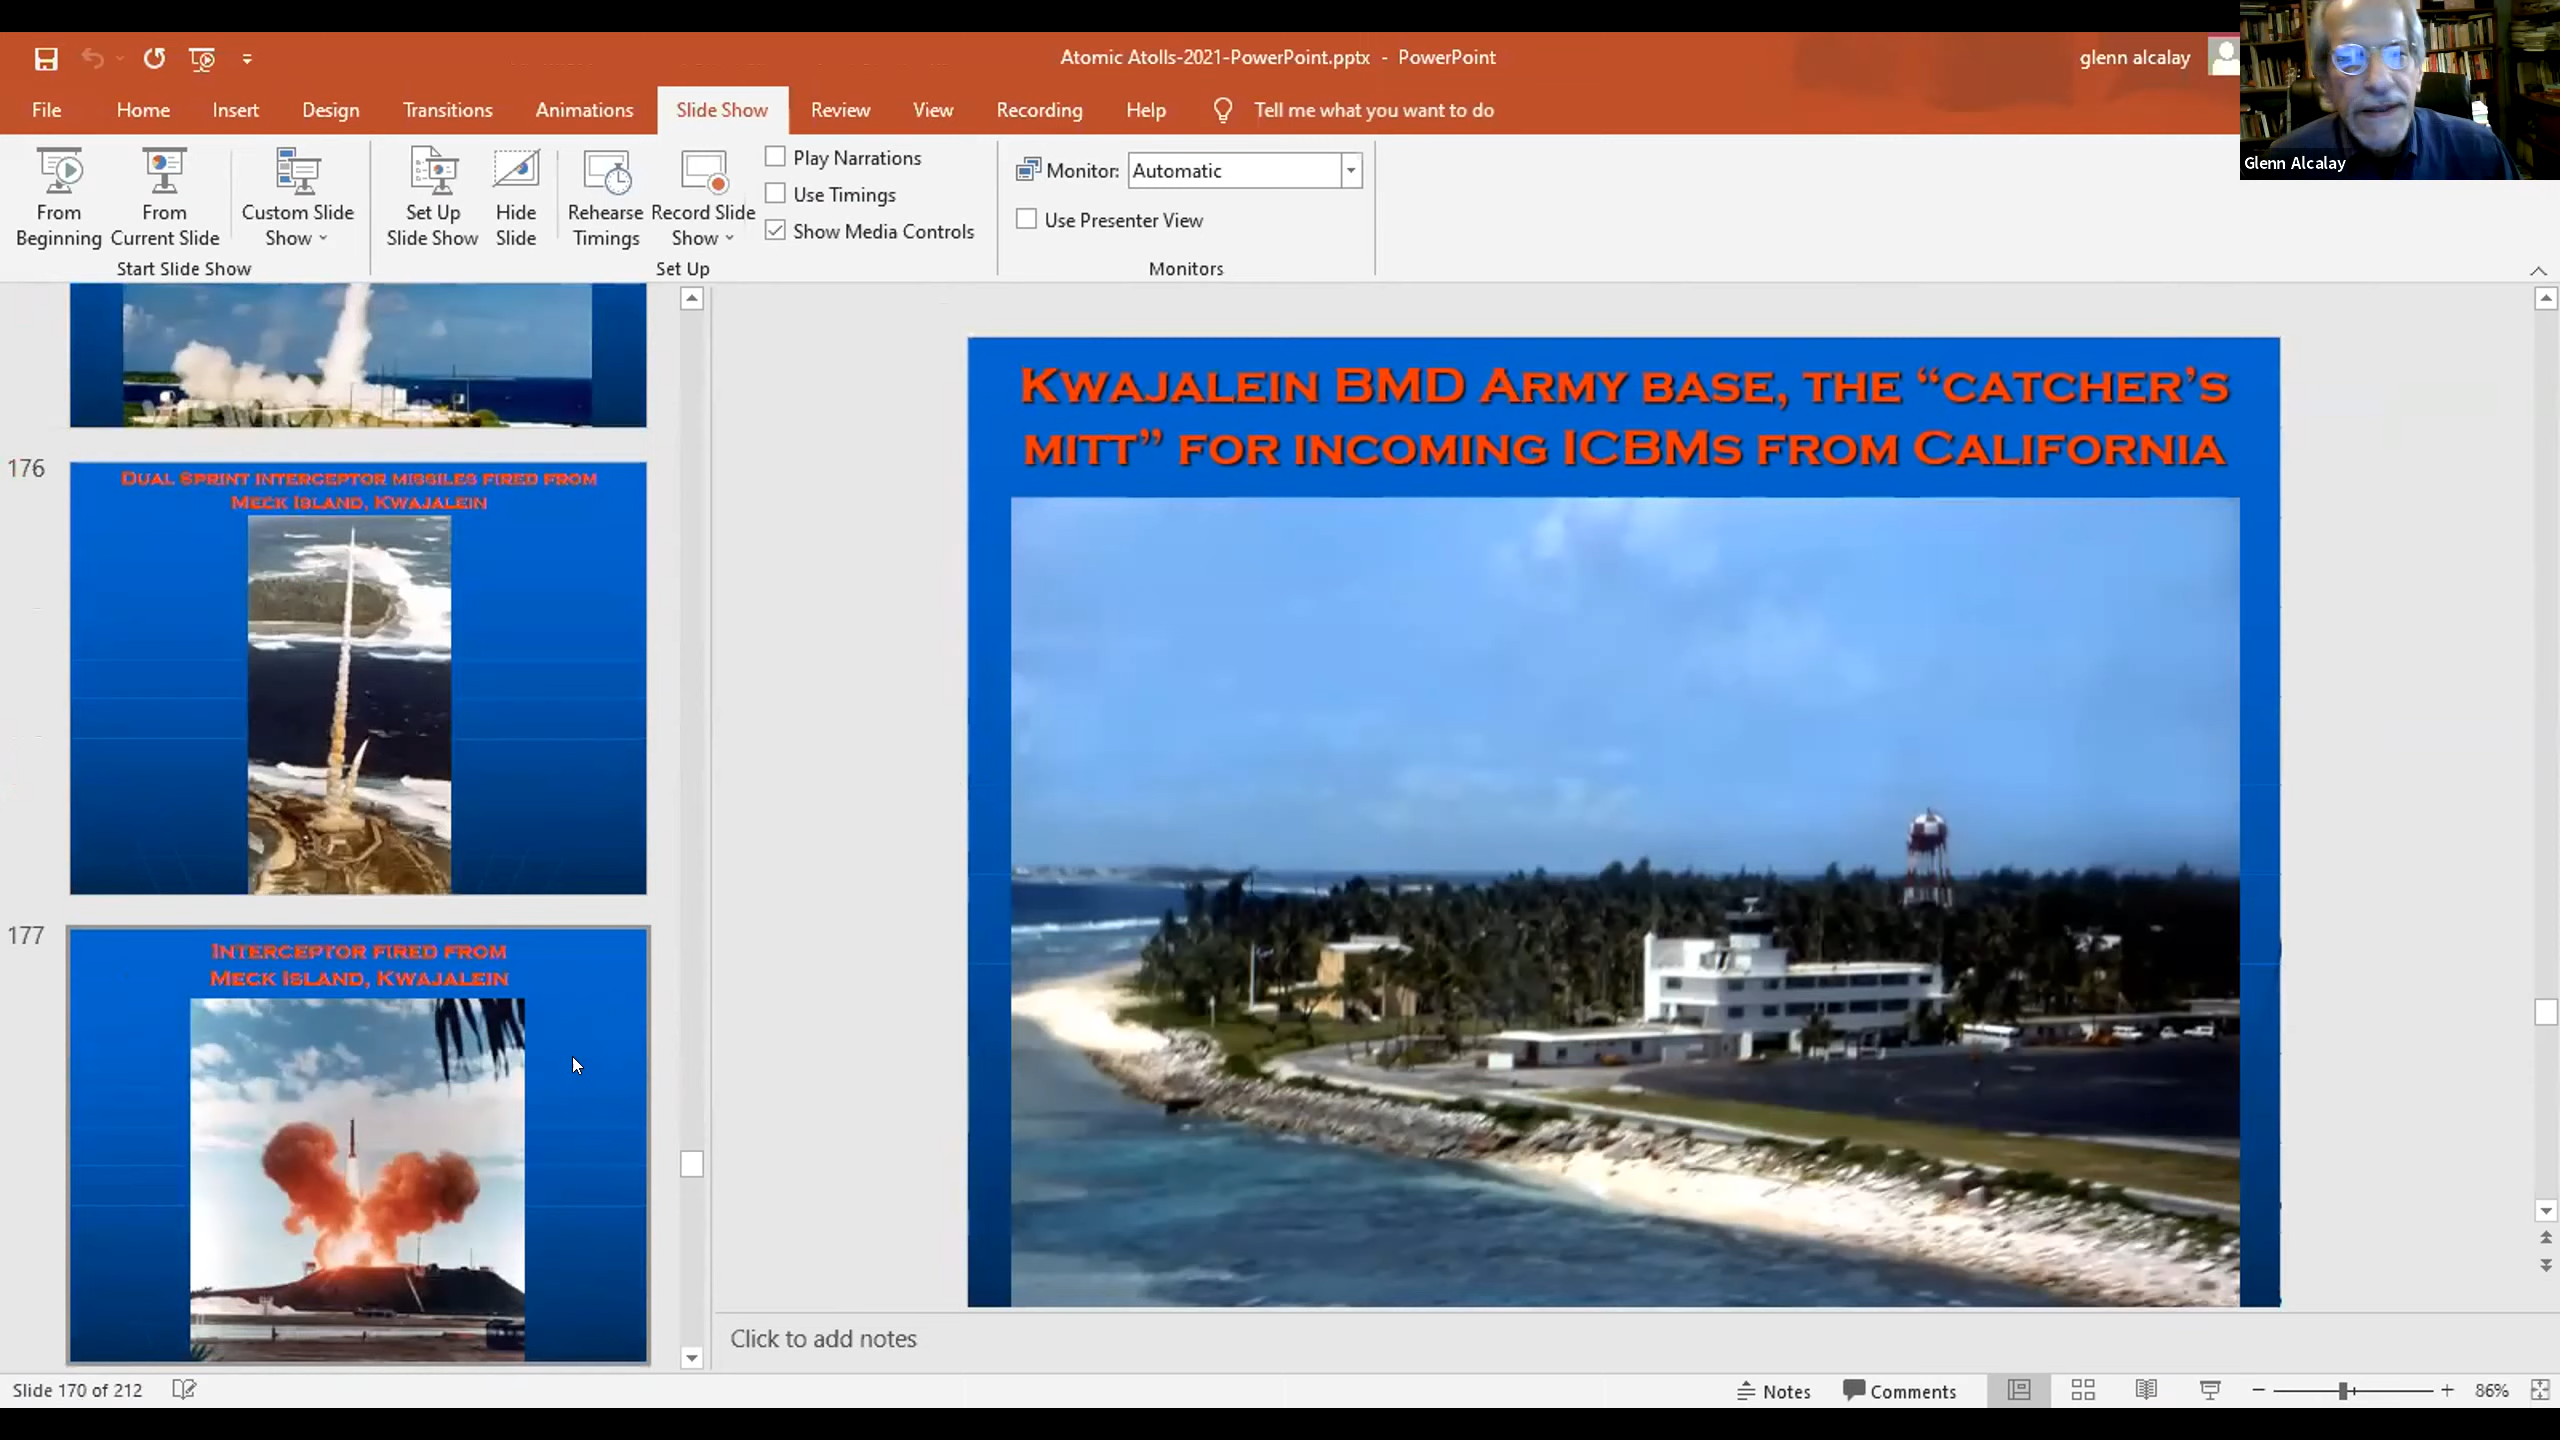 Atomic Atolls-2021-PowerPoint.pptx - PowerPoint
glenn alcalay
File Home Insert Design Transitions Animations Slide Show Review View Recording Help Tell me what you want to do
Glenn Alcalay
From Beginning
From Current Slide
Custom Slide Show
Start Slide Show
Set Up Slide Show
Hide Slide
Rehearse Timings
Record Slide Show
Play Narrations
Use Timings
Show Media Controls
Set Up
Monitor: Automatic
Use Presenter View
Monitors
176
Dual Sprint interceptor missiles fired from
Meck Island, Kwajalein
177
Interceptor fired from
Meck Island, Kwajalein
Kwajalein BMD Army base, the “catcher’s
mitt” for incoming ICBMs from California
Click to add notes
Slide 170 of 212
Notes Comments 86%